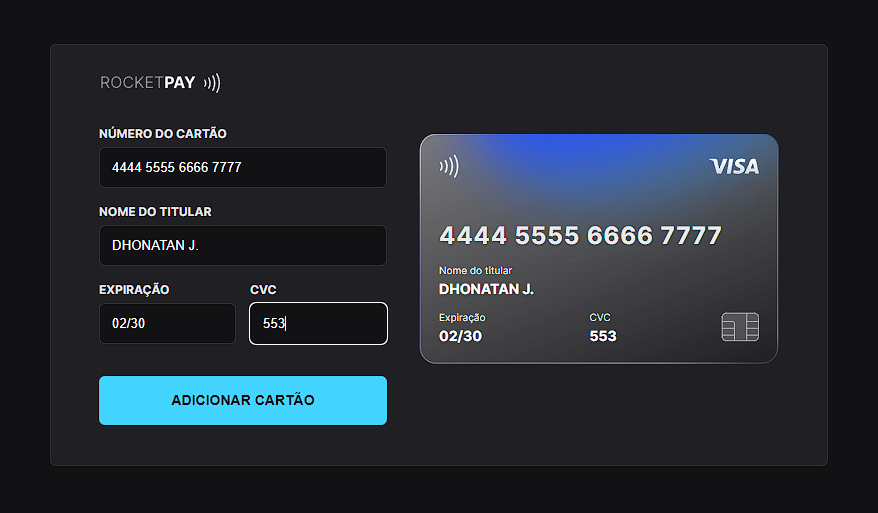 ROCKETPAY
NÚMERO DO CARTÃO
4444 5555 6666 7777
NOME DO TITULAR
DHONATAN J.
EXPIRAÇÃO CVC
02/30 553
ADICIONAR CARTÃO
VISA
4444 5555 6666 7777
Nome do titular
DHONATAN J.
Expiração CVC
02/30 553